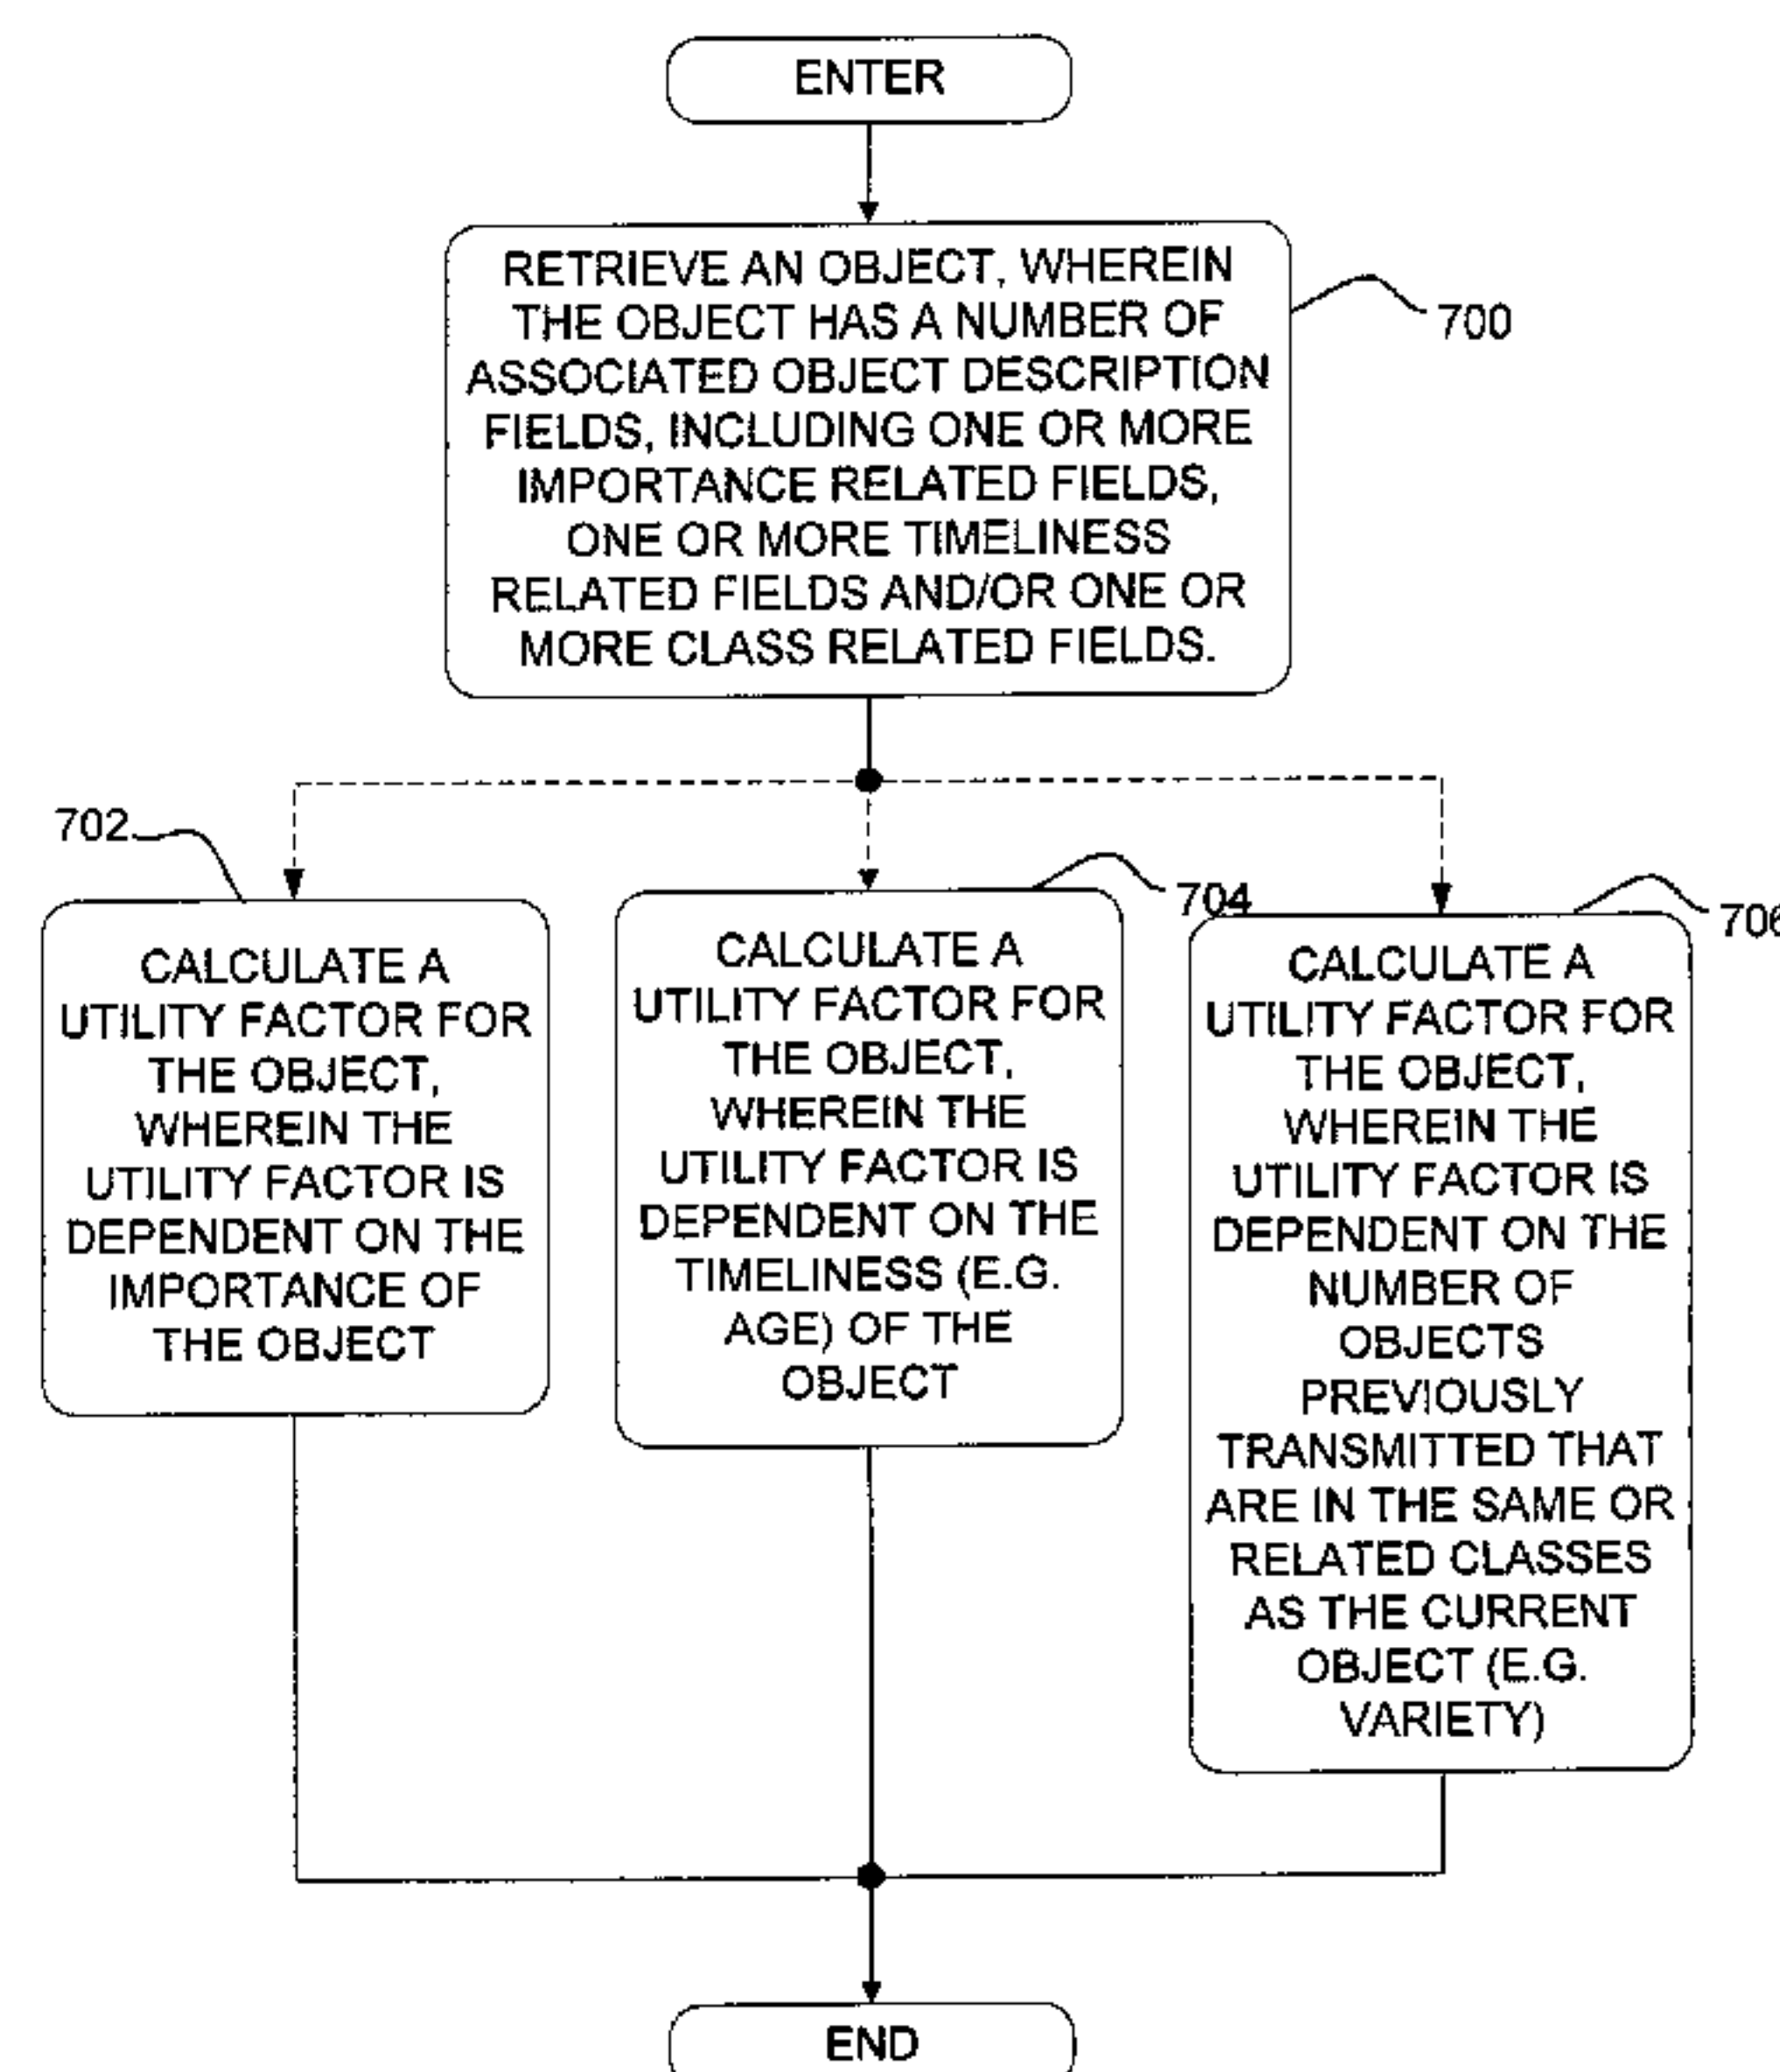 ENTER
RETRIEVE AN OBJECT, WHEREIN
THE OBJECT HAS A NUMBER OF
ASSOCIATED OBJECT DESCRIPTION
FIELDS, INCLUDING ONE OR MORE
IMPORTANCE RELATED FIELDS,
ONE OR MORE TIMELINESS
RELATED FIELDS AND/OR ONE OR
MORE CLASS RELATED FIELDS.
700
702
CALCULATE A
UTILITY FACTOR FOR
THE OBJECT,
WHEREIN THE
UTILITY FACTOR IS
DEPENDENT ON THE
IMPORTANCE OF
THE OBJECT
704
CALCULATE A
UTILITY FACTOR FOR
THE OBJECT,
WHEREIN THE
UTILITY FACTOR IS
DEPENDENT ON THE
TIMELINESS (E.G.
AGE) OF THE
OBJECT
706
CALCULATE A
UTILITY FACTOR FOR
THE OBJECT,
WHEREIN THE
UTILITY FACTOR IS
DEPENDENT ON THE
NUMBER OF
OBJECTS
PREVIOUSLY
TRANSMITTED THAT
ARE IN THE SAME OR
RELATED CLASSES
AS THE CURRENT
OBJECT (E.G.
VARIETY)
END